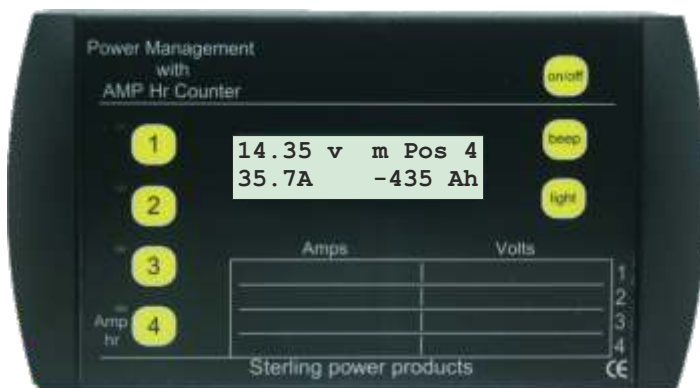 Power Management
with
AMP Hr Counter
on/off
1
14.35 v m Pos 4
35.7A -435 Ah
beep
2
light
3
Amp hr
4
Amps Volts
1
2
3
4
Sterling power products
CE